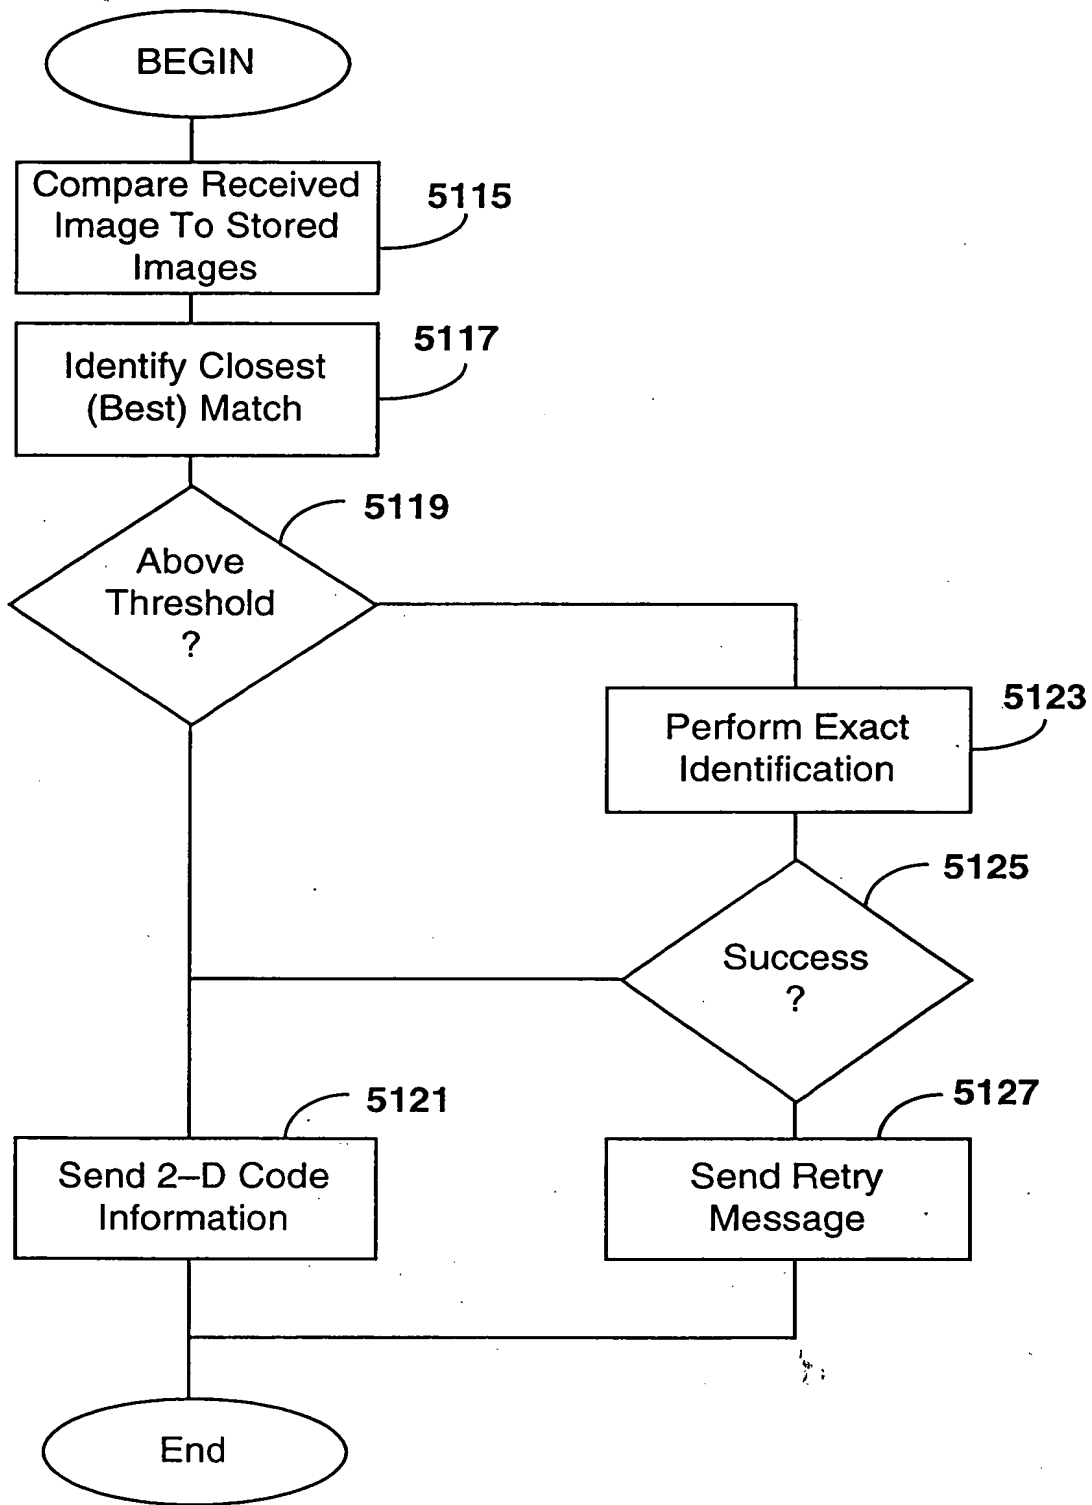 BEGIN
Compare Received
Image To Stored
Images
5115
Identify Closest
(Best) Match
5117
Above
Threshold
?
5119
Perform Exact
Identification
5123
Success
?
5125
Send 2–D Code
Information
5121
Send Retry
Message
5127
End